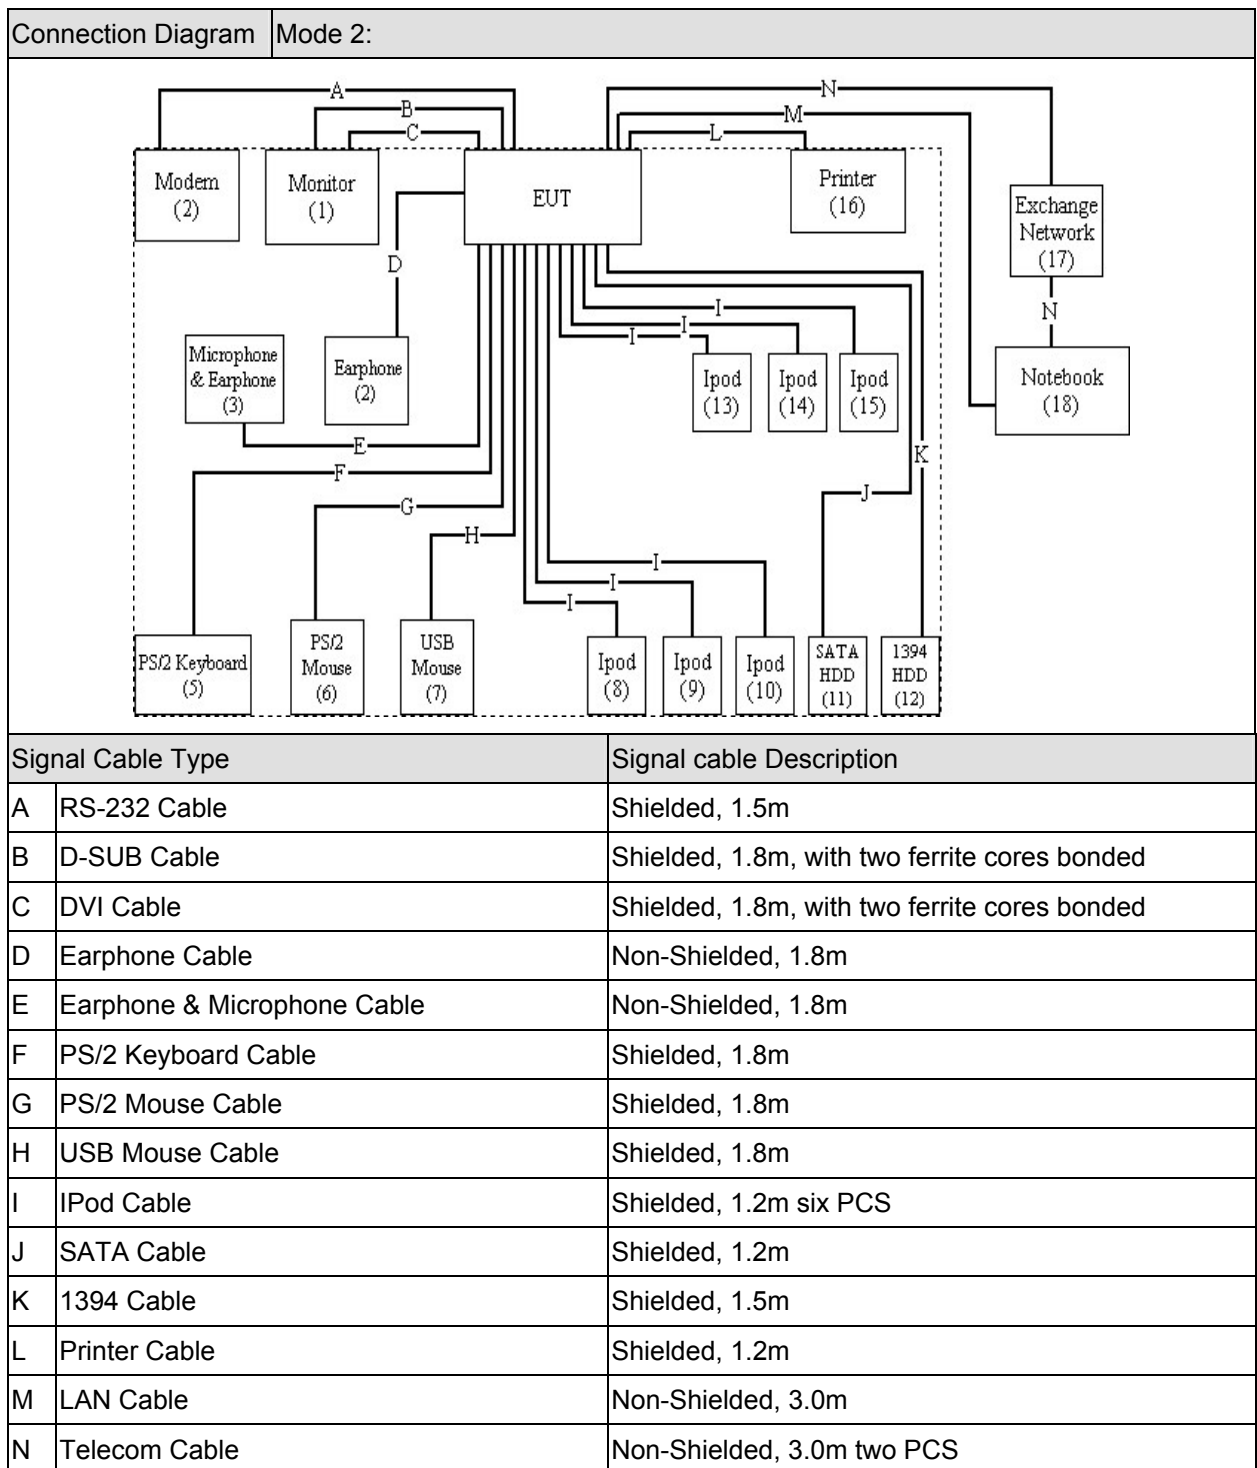 Connection Diagram Mode 2:
A
B
C
N
M
L
Modem
(2)
Monitor
(1)
EUT
Printer
(16)
Exchange
Network
(17)
D
N
I
I
I
Microphone
& Earphone
(3)
Earphone
(2)
Ipod
(13)
Ipod
(14)
Ipod
(15)
Notebook
(18)
E
F
K
G
J
H
I
I
I
PS/2 Keyboard
(5)
PS/2
Mouse
(6)
USB
Mouse
(7)
Ipod
(8)
Ipod
(9)
Ipod
(10)
SATA
HDD
(11)
1394
HDD
(12)
Signal Cable Type Signal cable Description
A RS-232 Cable Shielded, 1.5m
B D-SUB Cable Shielded, 1.8m, with two ferrite cores bonded
C DVI Cable Shielded, 1.8m, with two ferrite cores bonded
D Earphone Cable Non-Shielded, 1.8m
E Earphone & Microphone Cable Non-Shielded, 1.8m
F PS/2 Keyboard Cable Shielded, 1.8m
G PS/2 Mouse Cable Shielded, 1.8m
H USB Mouse Cable Shielded, 1.8m
I IPod Cable Shielded, 1.2m six PCS
J SATA Cable Shielded, 1.2m
K 1394 Cable Shielded, 1.5m
L Printer Cable Shielded, 1.2m
M LAN Cable Non-Shielded, 3.0m
N Telecom Cable Non-Shielded, 3.0m two PCS